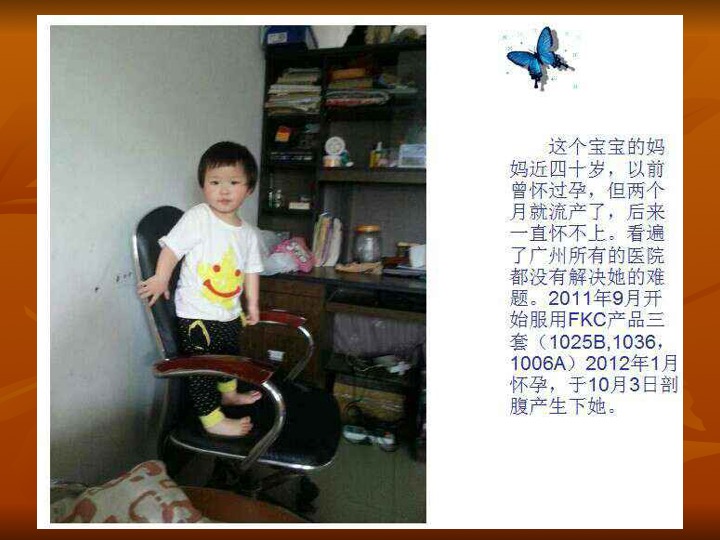 这个宝宝的妈
妈近四十岁，以前
曾怀过孕，但两个
月就流产了，后来
一直怀不上。看遍
了广州所有的医院
都没有解决她的难
题。2011年9月开
始服用FKC产品三
套（1025B,1036，
1006A）2012年1月
怀孕，于10月3日剖
腹产生下她。